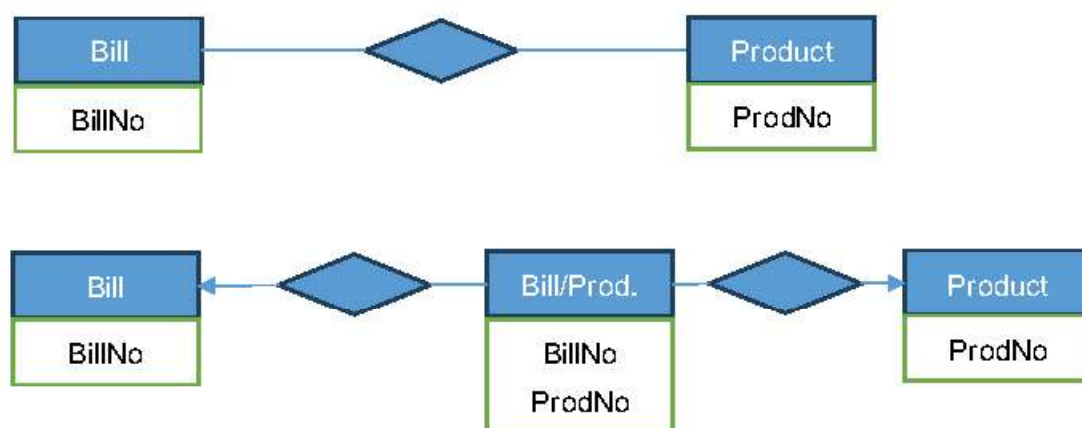 Bill
Product
BillNo
ProdNo
Bill
Bill/Prod.
Product
BillNo
BillNo
ProdNo
ProdNo